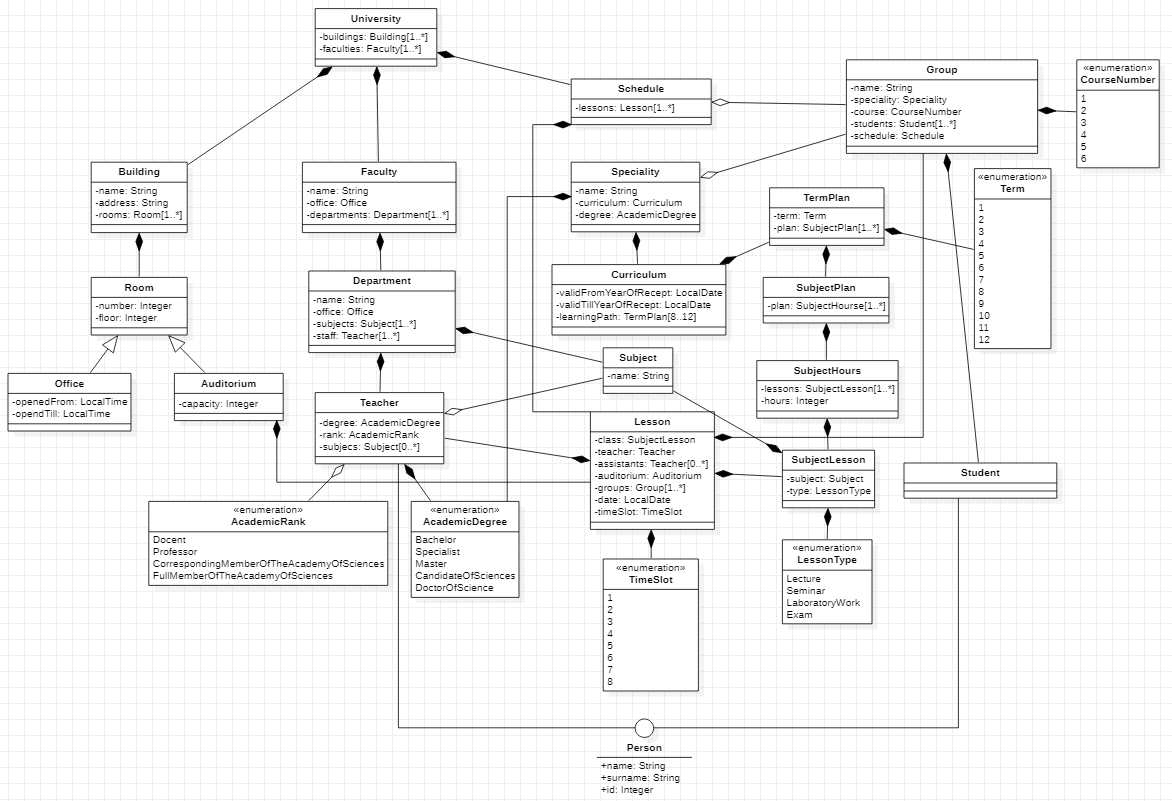 University
-buildings: Building[1..*]
-faculties: Faculty[1..*]
Schedule
-lessons: Lesson[1..*]
Group
-name: String
-speciality: Speciality
-course: CourseNumber
-students: Student[1..*]
-schedule: Schedule
«enumeration»
CourseNumber
1
2
3
4
5
6
Building
-name: String
-address: String
-rooms: Room[1..*]
Faculty
-name: String
-office: Office
-departments: Department[1..*]
Speciality
-name: String
-curriculum: Curriculum
-degree: AcademicDegree
TermPlan
-term: Term
-plan: SubjectPlan[1..*]
«enumeration»
Term
1
2
3
4
5
6
7
8
9
10
11
12
Room
-number: Integer
-floor: Integer
Department
-name: String
-office: Office
-subjects: Subject[1..*]
-staff: Teacher[1..*]
Curriculum
-validFromYearOfRecept: LocalDate
-validTillYearOfRecept: LocalDate
-learningPath: TermPlan[8..12]
SubjectPlan
-plan: SubjectHourse[1..*]
Subject
-name: String
SubjectHours
-lessons: SubjectLesson[1..*]
-hours: Integer
Office
-openedFrom: LocalTime
-opendTill: LocalTime
Auditorium
-capacity: Integer
Teacher
-degree: AcademicDegree
-rank: AcademicRank
-subjecs: Subject[0..*]
Lesson
-class: SubjectLesson
-teacher: Teacher
-assistants: Teacher[0..*]
-auditorium: Auditorium
-groups: Group[1..*]
-date: LocalDate
-timeSlot: TimeSlot
SubjectLesson
-subject: Subject
-type: LessonType
Student
«enumeration»
AcademicRank
Docent
Professor
CorrespondingMemberOfTheAcademyOfSciences
FullMemberOfTheAcademyOfSciences
«enumeration»
AcademicDegree
Bachelor
Specialist
Master
CandidateOfSciences
DoctorOfScience
«enumeration»
TimeSlot
1
2
3
4
5
6
7
8
«enumeration»
LessonType
Lecture
Seminar
LaboratoryWork
Exam
Person
+name: String
+surname: String
+id: Integer